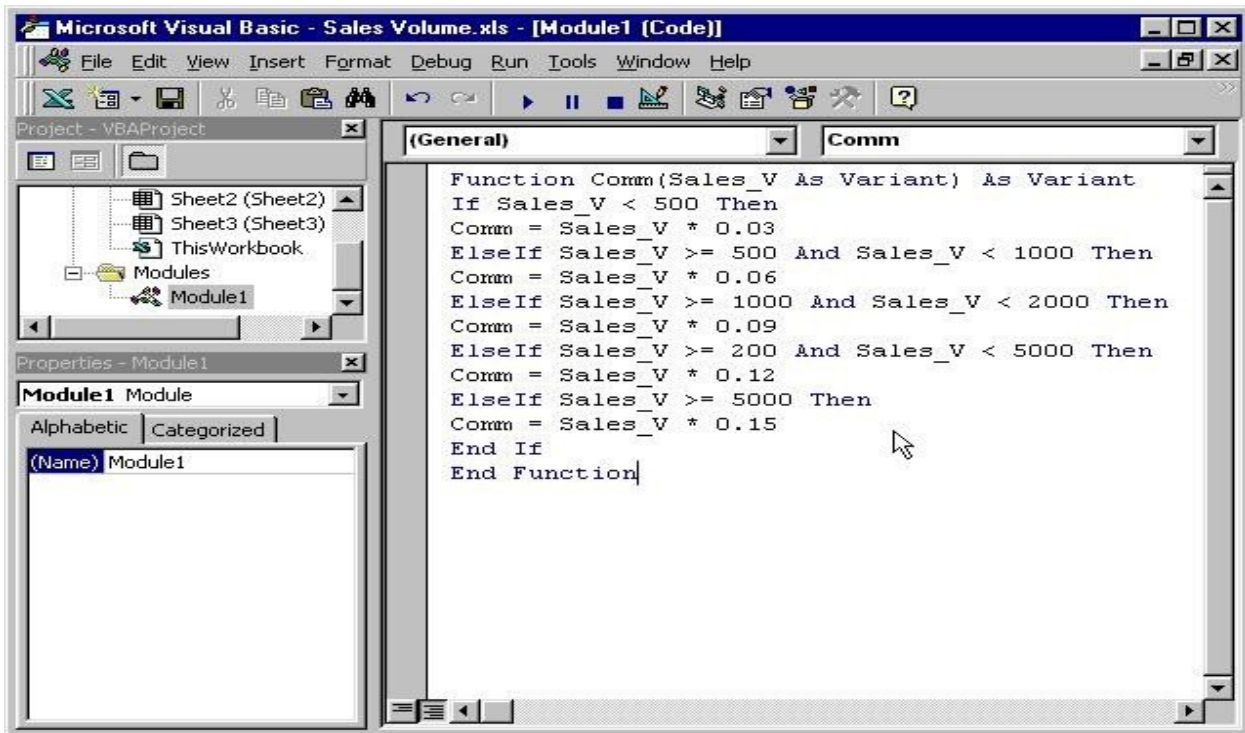 Microsoft Visual Basic - Sales Volume.xls - [Module1 (Code)]
File Edit View Insert Format Debug Run Tools Window Help
Project - VBAProject
Sheet2 (Sheet2)
Sheet3 (Sheet3)
ThisWorkbook
Modules
Module1
Properties - Module1
Module1 Module
Alphabetic Categorized
(Name) Module1
(General) Comm
Function Comm(Sales_V As Variant) As Variant
If Sales_V < 500 Then
Comm = Sales_V * 0.03
ElseIf Sales_V >= 500 And Sales_V < 1000 Then
Comm = Sales_V * 0.06
ElseIf Sales_V >= 1000 And Sales_V < 2000 Then
Comm = Sales_V * 0.09
ElseIf Sales_V >= 200 And Sales_V < 5000 Then
Comm = Sales_V * 0.12
ElseIf Sales_V >= 5000 Then
Comm = Sales_V * 0.15
End If
End Function